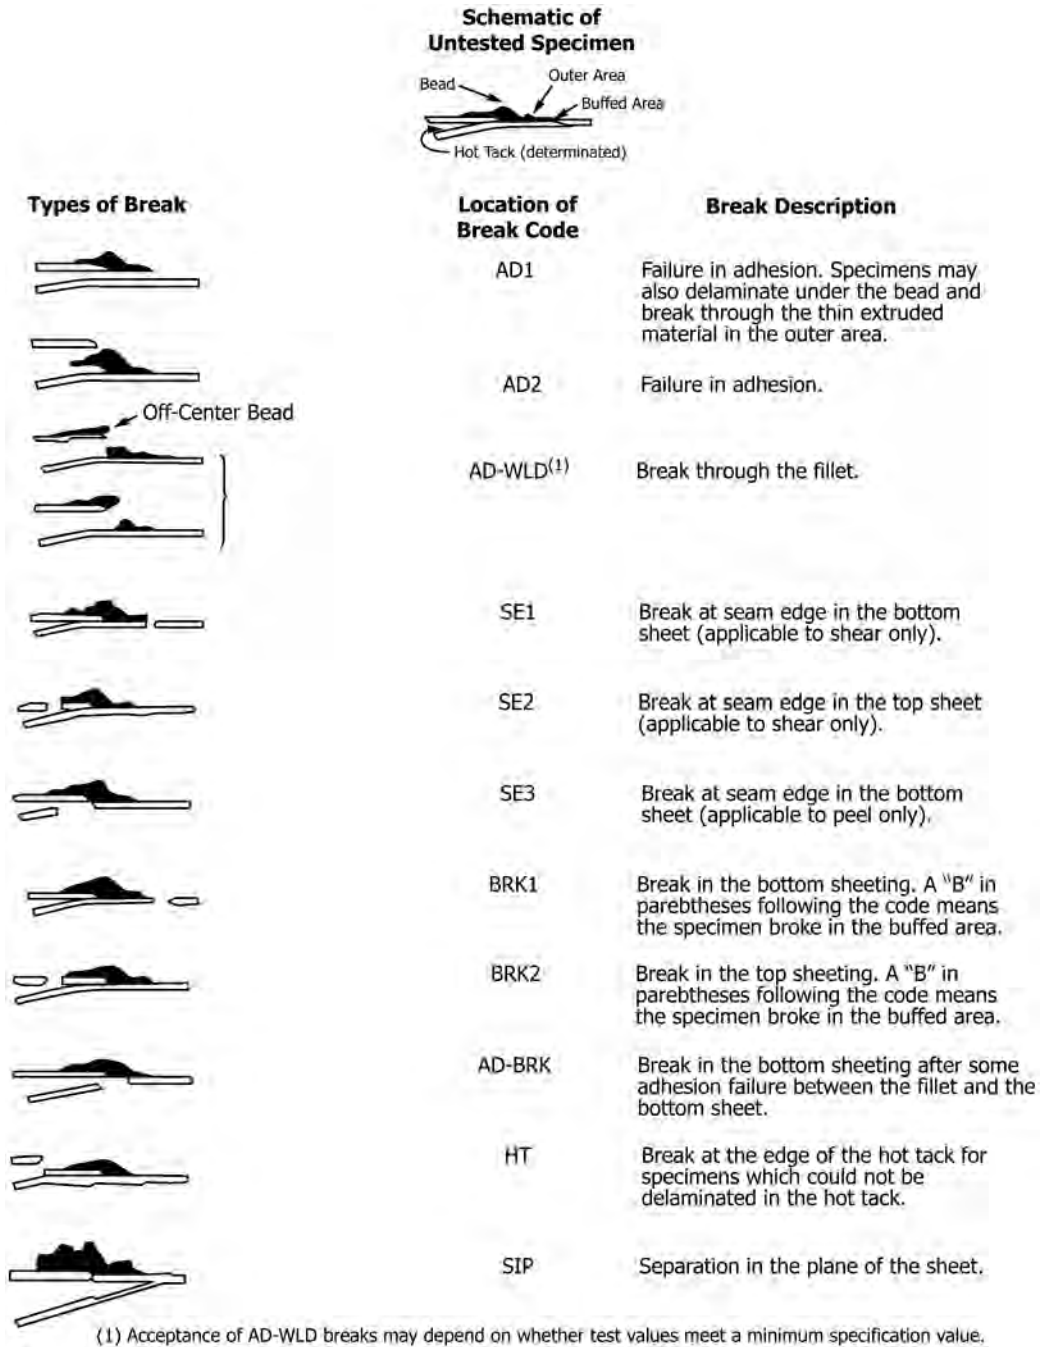 Schematic of
Untested Specimen
Bead
Outer Area
Buffed Area
Hot Tack (determinated)
Types of Break
Location of
Break Code
Break Description
AD1
Failure in adhesion. Specimens may
also delaminate under the bead and
break through the thin extruded
material in the outer area.
AD2
Failure in adhesion.
Off-Center Bead
AD-WLD(1)
Break through the fillet.
SE1
Break at seam edge in the bottom
sheet (applicable to shear only).
SE2
Break at seam edge in the top sheet
(applicable to shear only).
SE3
Break at seam edge in the bottom
sheet (applicable to peel only).
BRK1
Break in the bottom sheeting. A "B" in
parebtheses following the code means
the specimen broke in the buffed area.
BRK2
Break in the top sheeting. A "B" in
parebtheses following the code means
the specimen broke in the buffed area.
AD-BRK
Break in the bottom sheeting after some
adhesion failure between the fillet and the
bottom sheet.
HT
Break at the edge of the hot tack for
specimens which could not be
delaminated in the hot tack.
SIP
Separation in the plane of the sheet.
(1) Acceptance of AD-WLD breaks may depend on whether test values meet a minimum specification value.